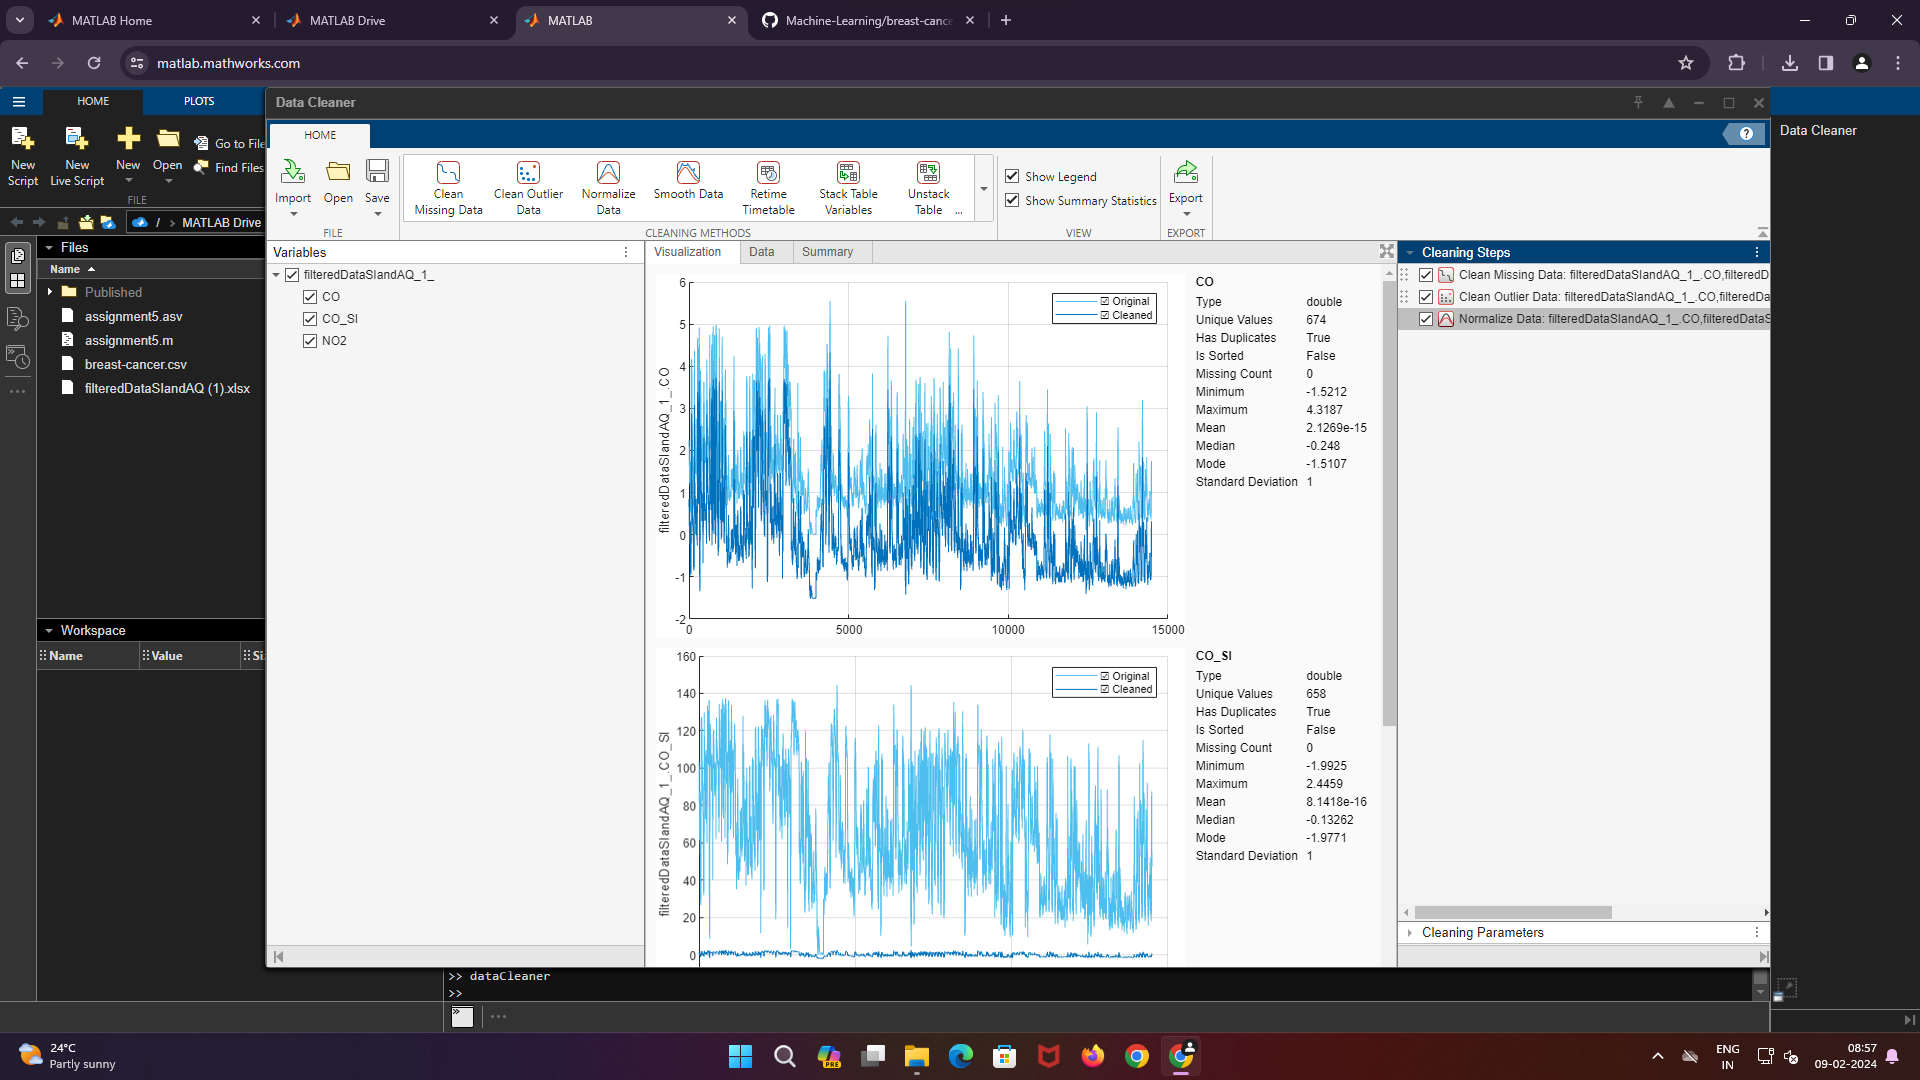 MATLAB Home
MATLAB Drive
MATLAB
Machine-Learning/breast-cance
matlab.mathworks.com
HOME
PLOTS
New Script
New Live Script
New
Open
Go to File
Find Files
FILE
/ › MATLAB Drive
Files
Name
Published
assignment5.asv
assignment5.m
breast-cancer.csv
filteredDataSIandAQ (1).xlsx
Workspace
Name
Value
Si
Data Cleaner
HOME
?
Import
Open
Save
FILE
Clean Missing Data
Clean Outlier Data
Normalize Data
Smooth Data
Retime Timetable
Stack Table Variables
Unstack Table ...
CLEANING METHODS
Show Legend
Show Summary Statistics
VIEW
Export
EXPORT
Variables
filteredDataSIandAQ_1_
CO
CO_SI
NO2
Visualization
Data
Summary
filteredDataSIandAQ_1_.CO
6
5
4
3
2
1
0
-1
-2
0
5000
10000
15000
Original
Cleaned
CO
Type double
Unique Values 674
Has Duplicates True
Is Sorted False
Missing Count 0
Minimum -1.5212
Maximum 4.3187
Mean 2.1269e-15
Median -0.248
Mode -1.5107
Standard Deviation 1
filteredDataSIandAQ_1_.CO_SI
160
140
120
100
80
60
40
20
0
Original
Cleaned
CO_SI
Type double
Unique Values 658
Has Duplicates True
Is Sorted False
Missing Count 0
Minimum -1.9925
Maximum 2.4459
Mean 8.1418e-16
Median -0.13262
Mode -1.9771
Standard Deviation 1
Cleaning Steps
Clean Missing Data: filteredDataSIandAQ_1_.CO,filteredD
Clean Outlier Data: filteredDataSIandAQ_1_.CO,filteredDa
Normalize Data: filteredDataSIandAQ_1_.CO,filteredDataS
Cleaning Parameters
Data Cleaner
>> dataCleaner
>>
24°C
Partly sunny
PRE
ENG
IN
08:57
09-02-2024